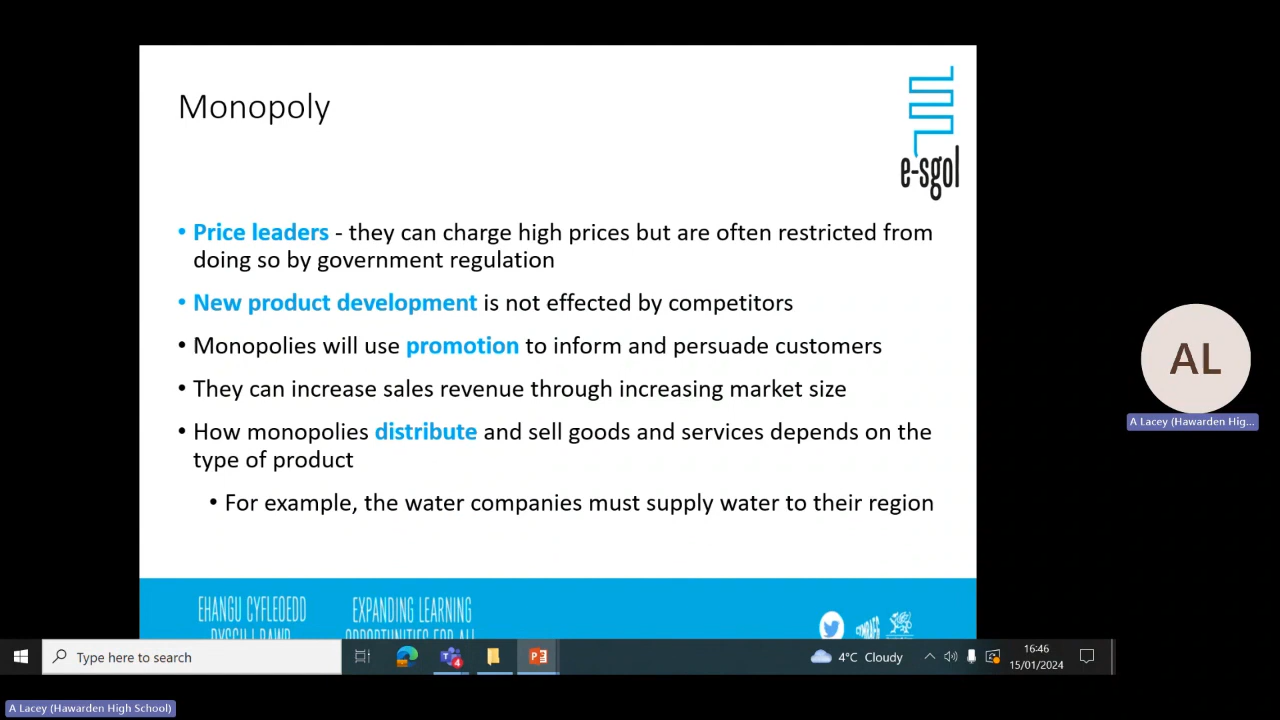 Monopoly
e-sgol
• Price leaders - they can charge high prices but are often restricted from
doing so by government regulation
• New product development is not effected by competitors
• Monopolies will use promotion to inform and persuade customers
• They can increase sales revenue through increasing market size
• How monopolies distribute and sell goods and services depends on the
type of product
• For example, the water companies must supply water to their region
AL
A Lacey (Hawarden Hig...
EHANGU CYFLEOEDD
EXPANDING LEARNING
OPPORTUNITIES FOR ALL
Type here to search
4
4°C Cloudy
16:46
15/01/2024
A Lacey (Hawarden High School)